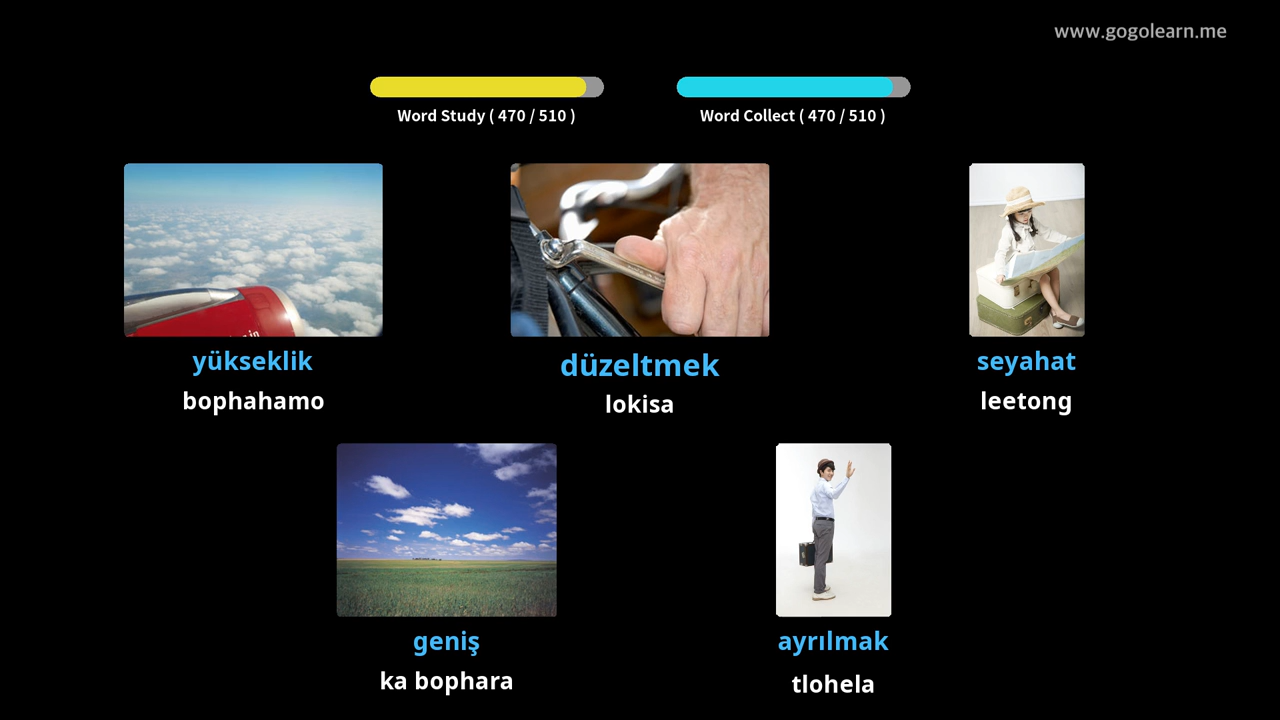 www.gogolearn.me
Word Study ( 470 / 510 )
Word Collect ( 470 / 510 )
yükseklik
bophahamo
düzeltmek
lokisa
seyahat
leetong
geniş
ka bophara
ayrılmak
tlohela